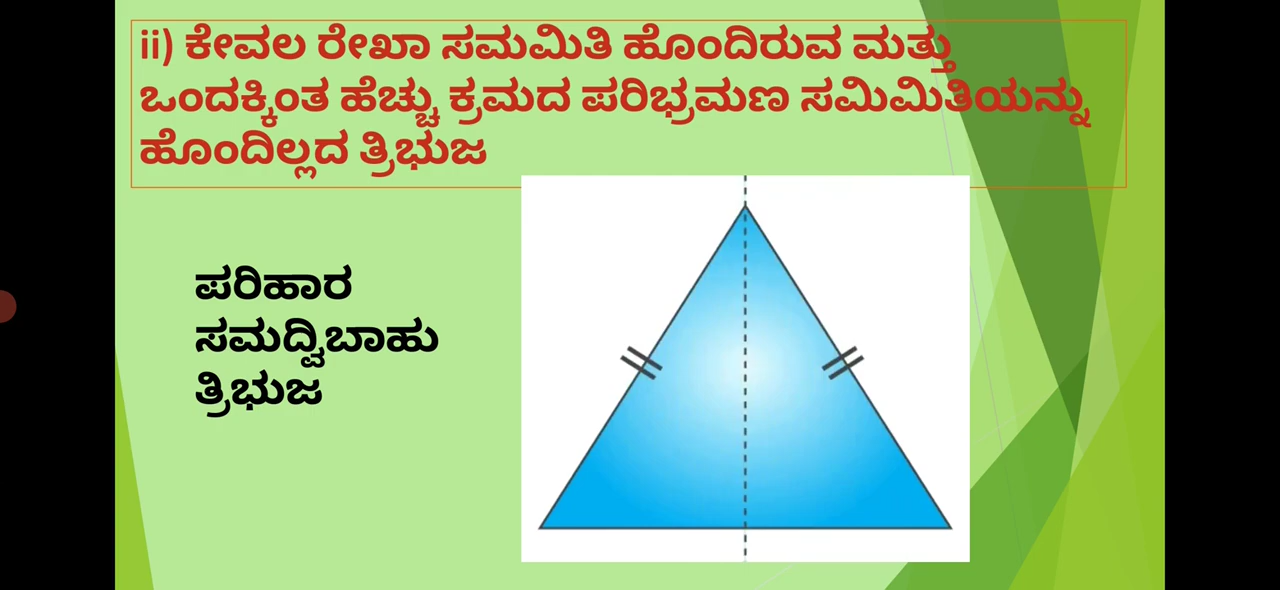 ii) ಕೇವಲ ರೇಖಾ ಸಮಮಿತಿ ಹೊಂದಿರುವ ಮತ್ತು
ಒಂದಕ್ಕಿಂತ ಹೆಚ್ಚು ಕ್ರಮದ ಪರಿಭ್ರಮಣ ಸಮಿಮಿತಿಯನ್ನು
ಹೊಂದಿಲ್ಲದ ತ್ರಿಭುಜ
ಪರಿಹಾರ
ಸಮದ್ವಿಬಾಹು
ತ್ರಿಭುಜ